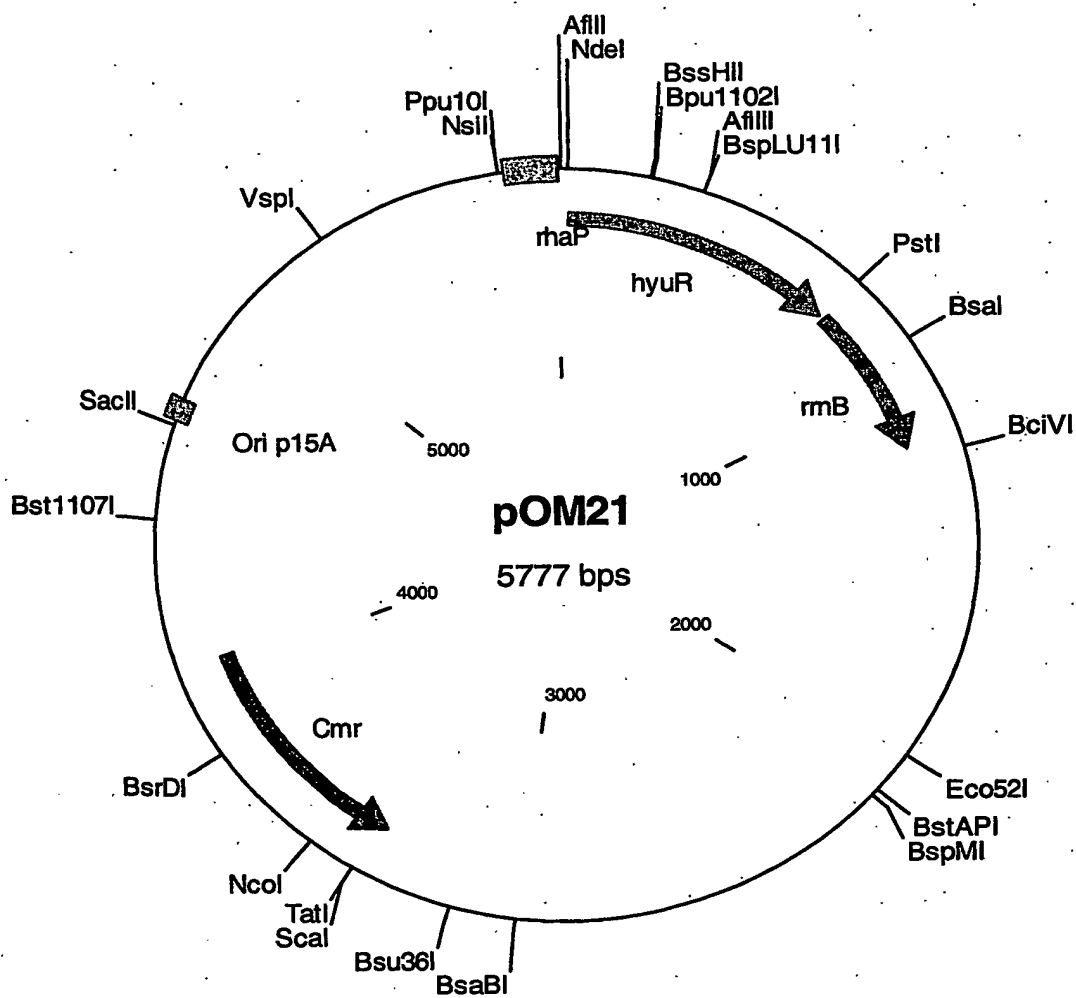 AflII
NdeI
BssHII
Bpu1102I
AflIII
BspLU11I
Ppu10I
NsiI
VspI
PstI
rhaP
hyuR
BsaI
SacII
rrnB
BciVI
Ori p15A
5000
1000
Bst1107I
pOM21
5777 bps
4000
2000
3000
Cmr
BsrDI
Eco52I
BstAPI
BspMI
NcoI
TatI
ScaI
Bsu36I
BsaBI